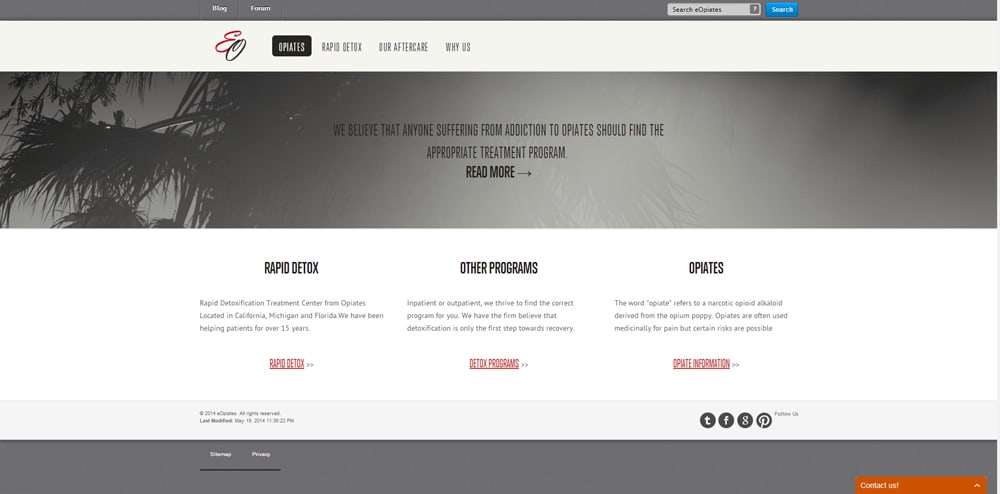 Blog Forum Search eOpiates ? Search
EO OPIATES RAPID DETOX OUR AFTERCARE WHY US
WE BELIEVE THAT ANYONE SUFFERING FROM ADDICTION TO OPIATES SHOULD FIND THE
APPROPRIATE TREATMENT PROGRAM.
READ MORE →
RAPID DETOX
Rapid Detoxification Treatment Center from Opiates
Located in California, Michigan and Florida.We have been
helping patients for over 15 years.
RAPID DETOX >>
OTHER PROGRAMS
Inpatient or outpatient, we thrive to find the correct
program for you. We have the firm believe that
detoxification is only the first step towards recovery.
DETOX PROGRAMS >>
OPIATES
The word "opiate" refers to a narcotic opioid alkaloid
derived from the opium poppy. Opiates are often used
medicinally for pain but certain risks are possible
OPIATE INFORMATION >>
© 2014 eOpiates. All rights reserved.
Last Modified: May 19, 2014 11:36:22 PM
t f g p Follow Us
Sitemap Privacy
Contact us!